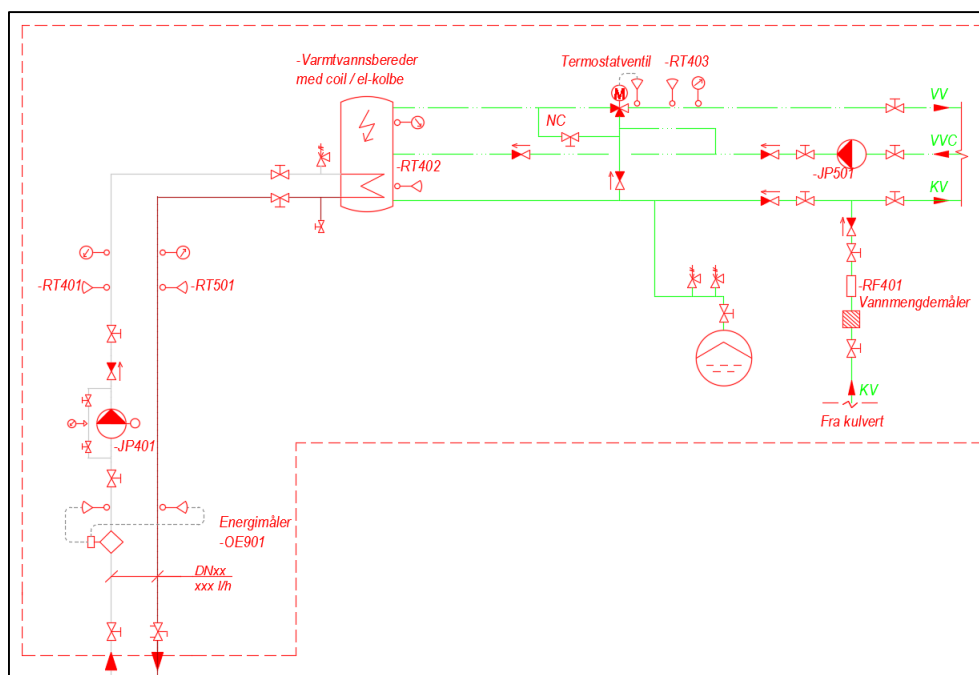 -Varmtvannsbereder
med coil / el-kolbe
Termostatventil
-RT403
M
VV
NC
VVC
-RT402
-JP501
KV
-RT401
-RT501
-RF401
Vannmengdemåler
KV
Fra kulvert
-JP401
Energimåler
-OE901
DNxx
xxx l/h